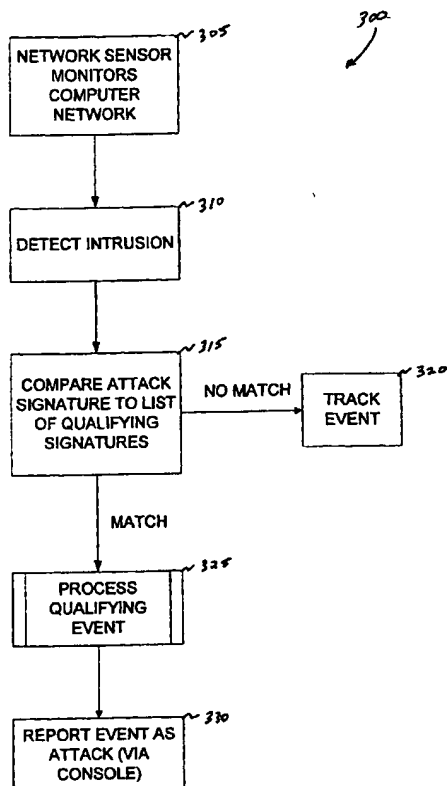 300
305
NETWORK SENSOR
MONITORS
COMPUTER
NETWORK
310
DETECT INTRUSION
315
COMPARE ATTACK
SIGNATURE TO LIST
OF QUALIFYING
SIGNATURES
NO MATCH
320
TRACK
EVENT
MATCH
325
PROCESS
QUALIFYING
EVENT
330
REPORT EVENT AS
ATTACK (VIA
CONSOLE)